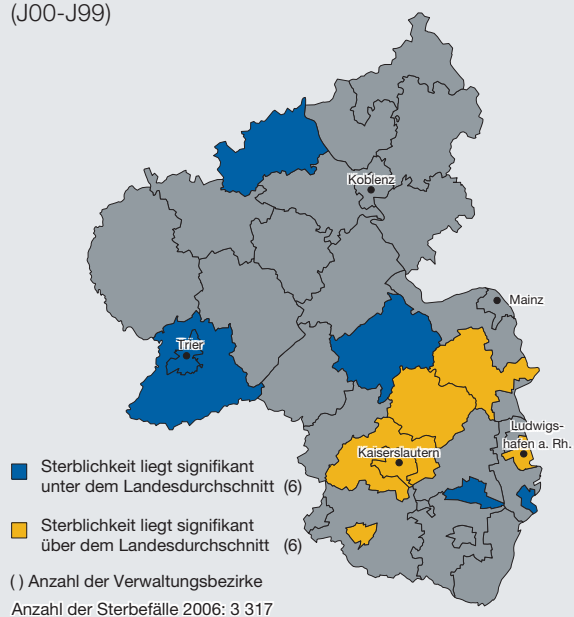 (J00-J99)
Koblenz
Mainz
Trier
Ludwigs-
hafen a. Rh.
Kaiserslautern
Sterblichkeit liegt signifikant
unter dem Landesdurchschnitt (6)
Sterblichkeit liegt signifikant
über dem Landesdurchschnitt (6)
( ) Anzahl der Verwaltungsbezirke
Anzahl der Sterbefälle 2006: 3 317